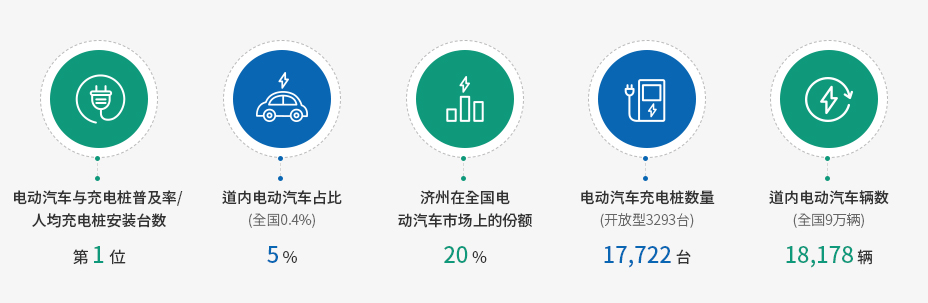 电动汽车与充电桩普及率/
人均充电桩安装台数
第 1 位
道内电动汽车占比
(全国0.4%)
5 %
济州在全国电
动汽车市场上的份额
20 %
电动汽车充电桩数量
(开放型3293台)
17,722 台
道内电动汽车辆数
(全国9万辆)
18,178 辆